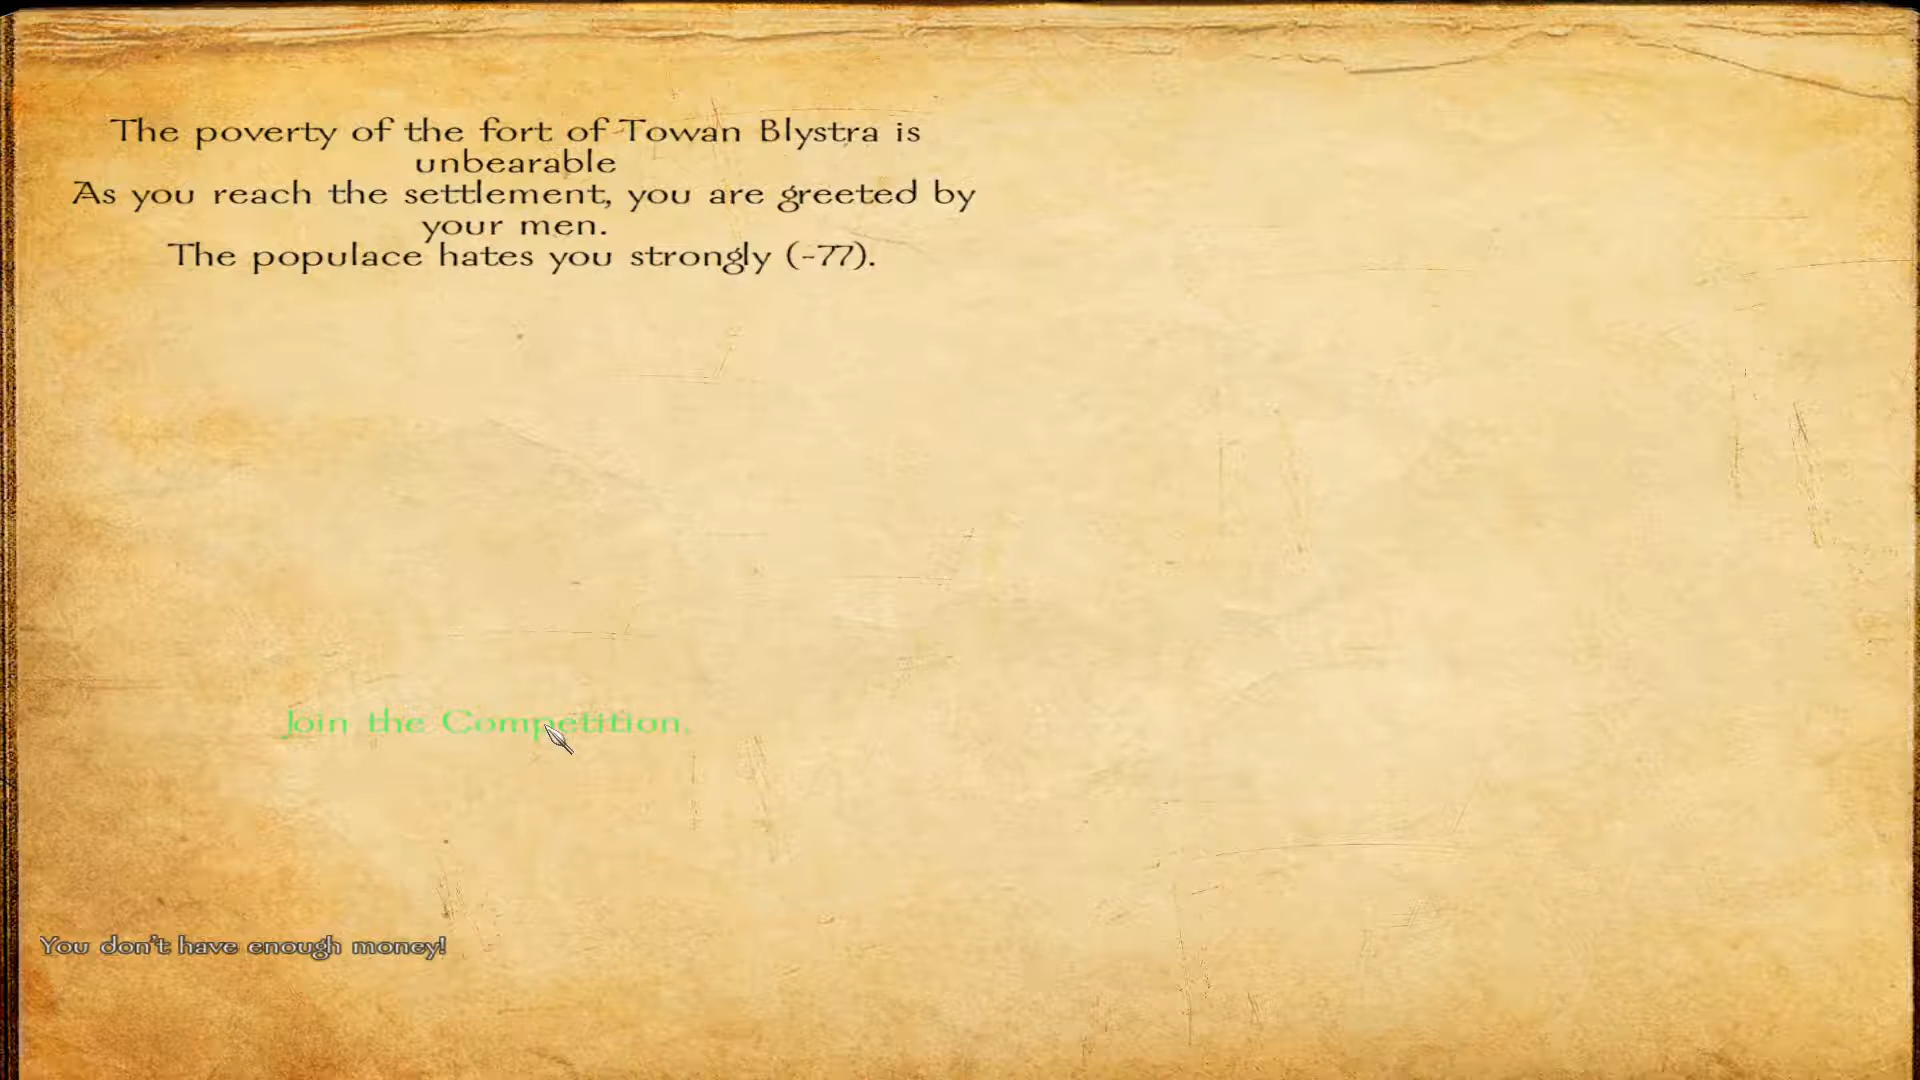 The poverty of the fort of Towan Blystra is
unbearable
As you reach the settlement, you are greeted by
your men.
The populace hates you strongly (-77).
Join the Competition.
You don't have enough money!